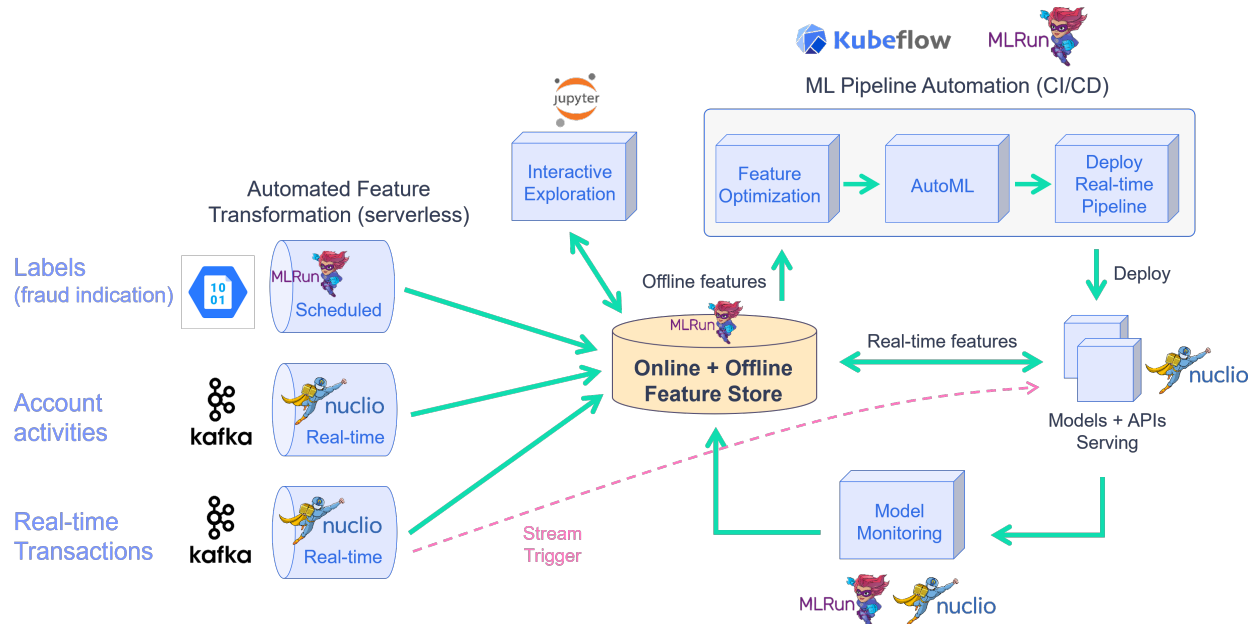 Kubeflow
MLRun
ML Pipeline Automation (CI/CD)
jupyter
Interactive
Exploration
Feature
Optimization
AutoML
Deploy
Real-time
Pipeline
Automated Feature
Transformation (serverless)
Labels
(fraud indication)
10
01
MLRun
Scheduled
Offline features
Deploy
MLRun
Online + Offline
Feature Store
Real-time features
nuclio
Models + APIs
Serving
Account
activities
kafka
nuclio
Real-time
Real-time
Transactions
kafka
nuclio
Real-time
Stream
Trigger
Model
Monitoring
MLRun
nuclio